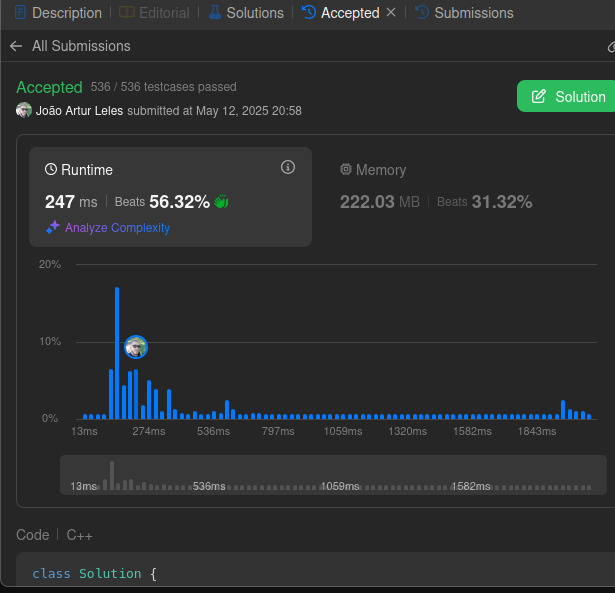 Description | Editorial | Solutions | Accepted × | Submissions
← All Submissions
Accepted 536 / 536 testcases passed
João Artur Leles submitted at May 12, 2025 20:58
Solution
Runtime
247 ms | Beats 56.32%
Analyze Complexity
Memory
222.03 MB | Beats 31.32%
20%
10%
0%
13ms 274ms 536ms 797ms 1059ms 1320ms 1582ms 1843ms
13ms 536ms 1059ms 1582ms
Code | C++
class Solution {